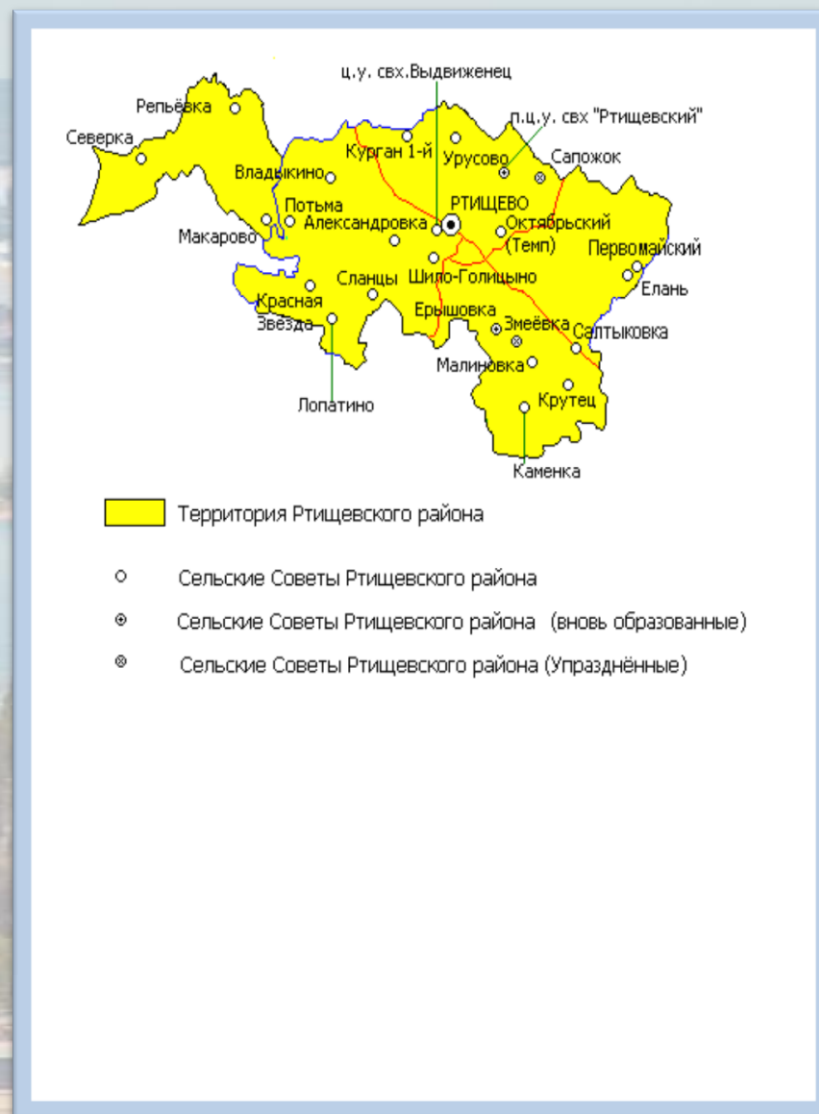 ц.у. свх.Выдвиженец
Репьёвка
п.ц.у. свх "Ртищевский"
Северка
Курган 1-й
Урусово
Сапожок
Владыкино
Потьма
РТИЩЕВО
Макарово
Александровка
Октябрьский
(Темп)
Первомайский
Сланцы
Шило-Голицыно
Елань
Красная
Звезда
Ерышовка
Змеёвка
Салтыковка
Малиновка
Лопатино
Крутец
Каменка
Территория Ртищевского района
Сельские Советы Ртищевского района
Сельские Советы Ртищевского района (вновь образованные)
Сельские Советы Ртищевского района (Упразднённые)